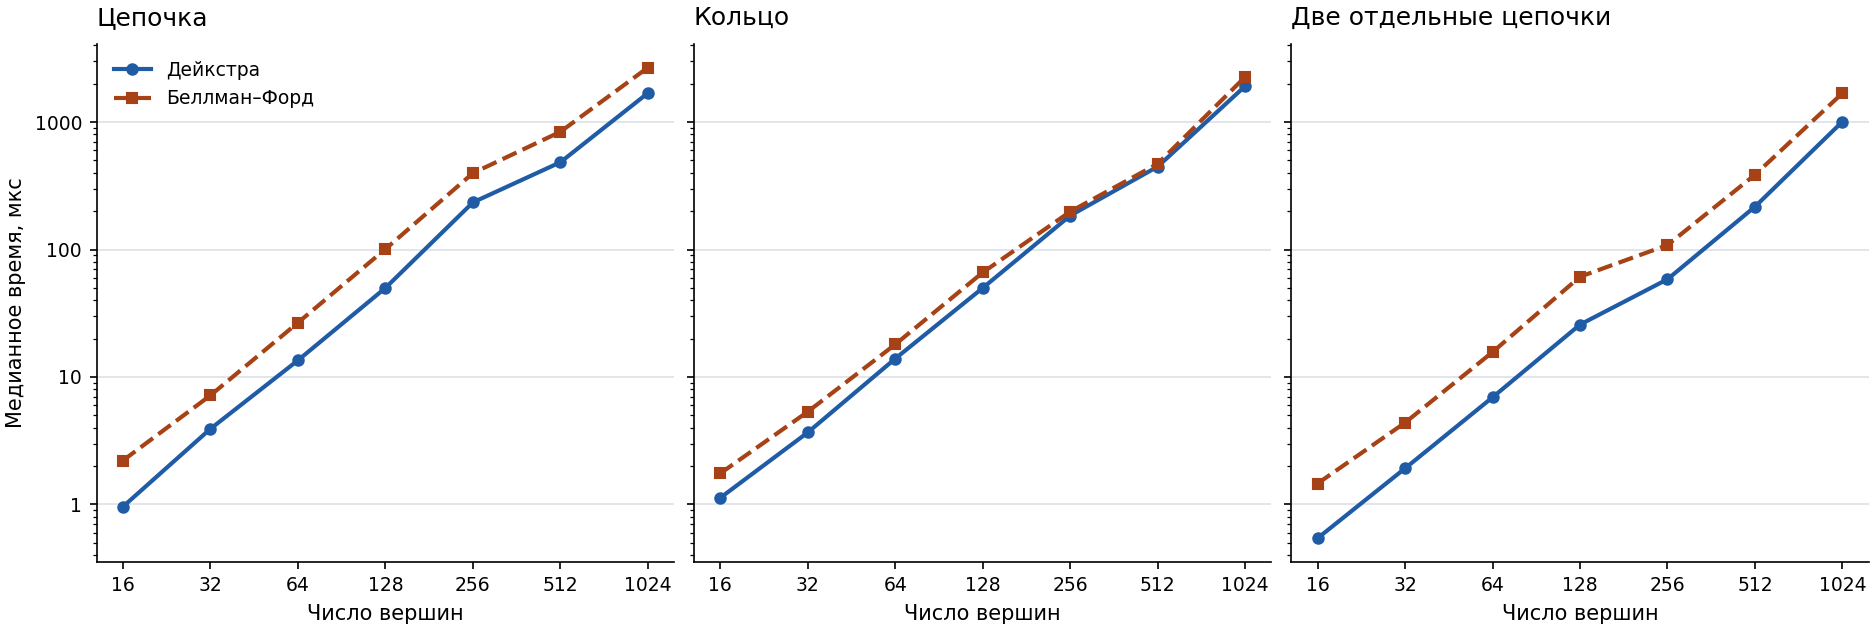 Цепочка
Дейкстра
Беллман–Форд
Медианное время, мкс
1000
100
10
1
16 32 64 128 256 512 1024
Число вершин
Кольцо
16 32 64 128 256 512 1024
Число вершин
Две отдельные цепочки
16 32 64 128 256 512 1024
Число вершин